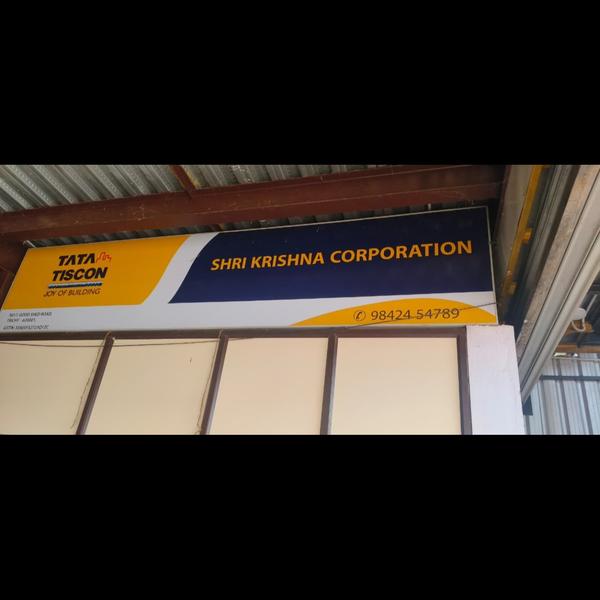 TATA
TISCON
JOY OF BUILDING
SHRI KRISHNA CORPORATION
✆ 98424 54789